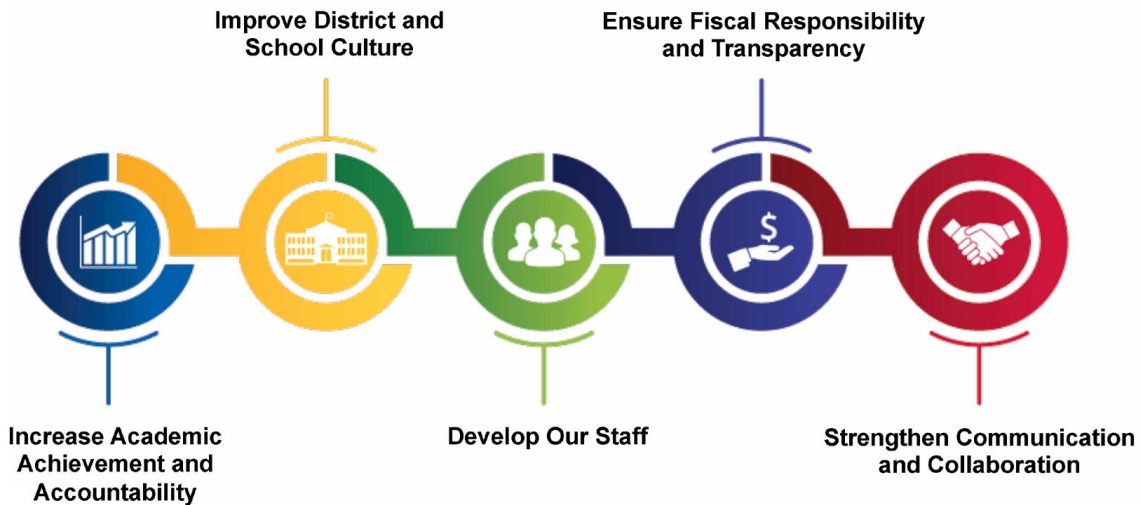 Improve District and
School Culture
Ensure Fiscal Responsibility
and Transparency
$
Increase Academic
Achievement and
Accountability
Develop Our Staff
Strengthen Communication
and Collaboration